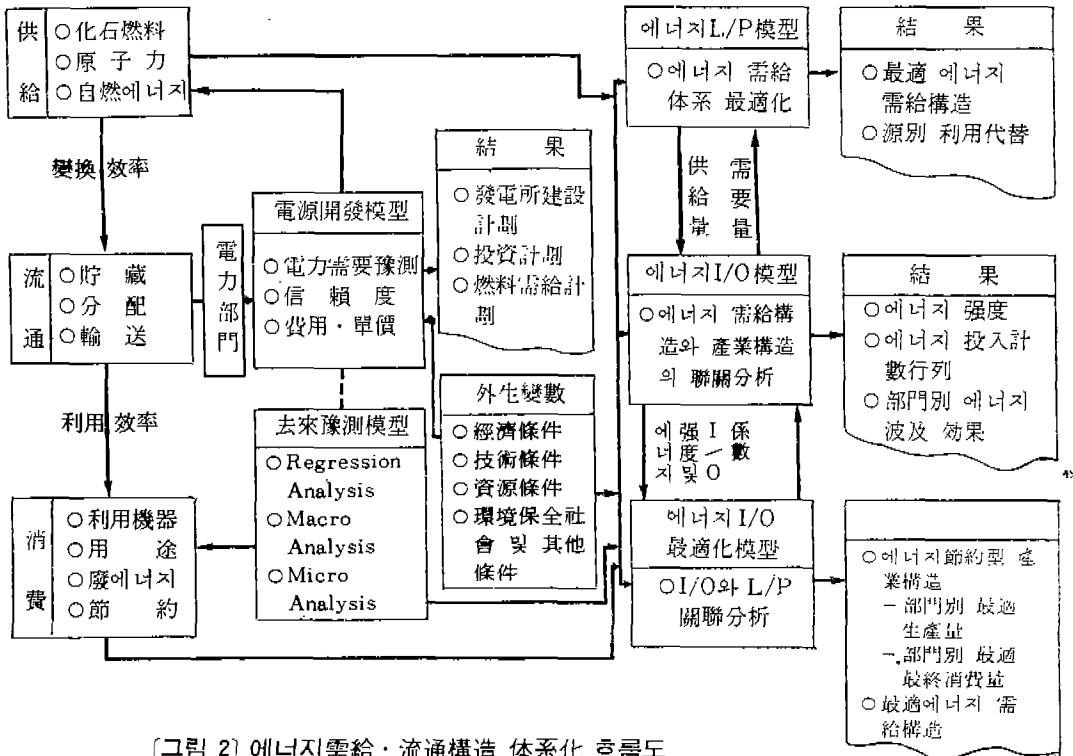 供給
○化石燃料
○原子力
○自然에너지
變換 效率
流通
○貯藏
○分配
○輸送
利用 效率
消費
○利用機器
○用途
○廢에너지
○節約
電力部門
電源開發模型
○電力需要豫測
○信賴度
○費用·單價
去來豫測模型
○Regression
Analysis
○Macro
Analysis
○Micro
Analysis
結果
○發電所建設
計劃
○投資計劃
○燃料需給計
劃
外生變數
○經濟條件
○技術條件
○資源條件
○環境保全社
會 및 其他
條件
에너지L/P模型
○에너지 需給
体系 最適化
供給量
需要量
에너지I/O模型
○에너지 需給構
造와 產業構造
의 聯關分析
에너지
强度 및
I/O
係數
에너지I/O
最適化模型
○I/O와 L/P
關聯分析
結果
○最適 에너지
需給構造
○源別 利用代替
結果
○에너지 强度
○에너지 投入計
數行列
○部門別 에너지
波及 効果
○에너지節約型 產
業構造
- 部門別 最適
生產量
- 部門別 最適
最終消費量
○最適에너지 需
給構造
[그림 2] 에너지需給·流通構造 体系化 흐름도